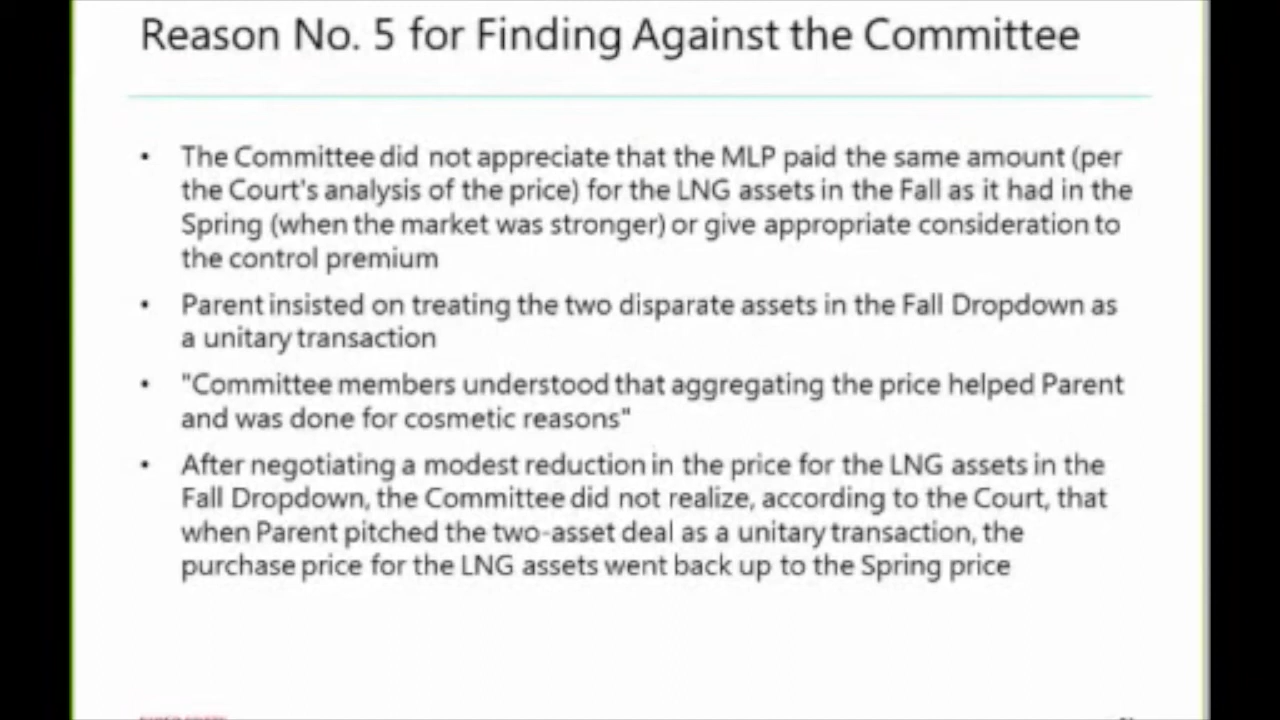 Reason No. 5 for Finding Against the Committee
• The Committee did not appreciate that the MLP paid the same amount (per
the Court's analysis of the price) for the LNG assets in the Fall as it had in the
Spring (when the market was stronger) or give appropriate consideration to
the control premium
• Parent insisted on treating the two disparate assets in the Fall Dropdown as
a unitary transaction
• "Committee members understood that aggregating the price helped Parent
and was done for cosmetic reasons"
• After negotiating a modest reduction in the price for the LNG assets in the
Fall Dropdown, the Committee did not realize, according to the Court, that
when Parent pitched the two-asset deal as a unitary transaction, the
purchase price for the LNG assets went back up to the Spring price